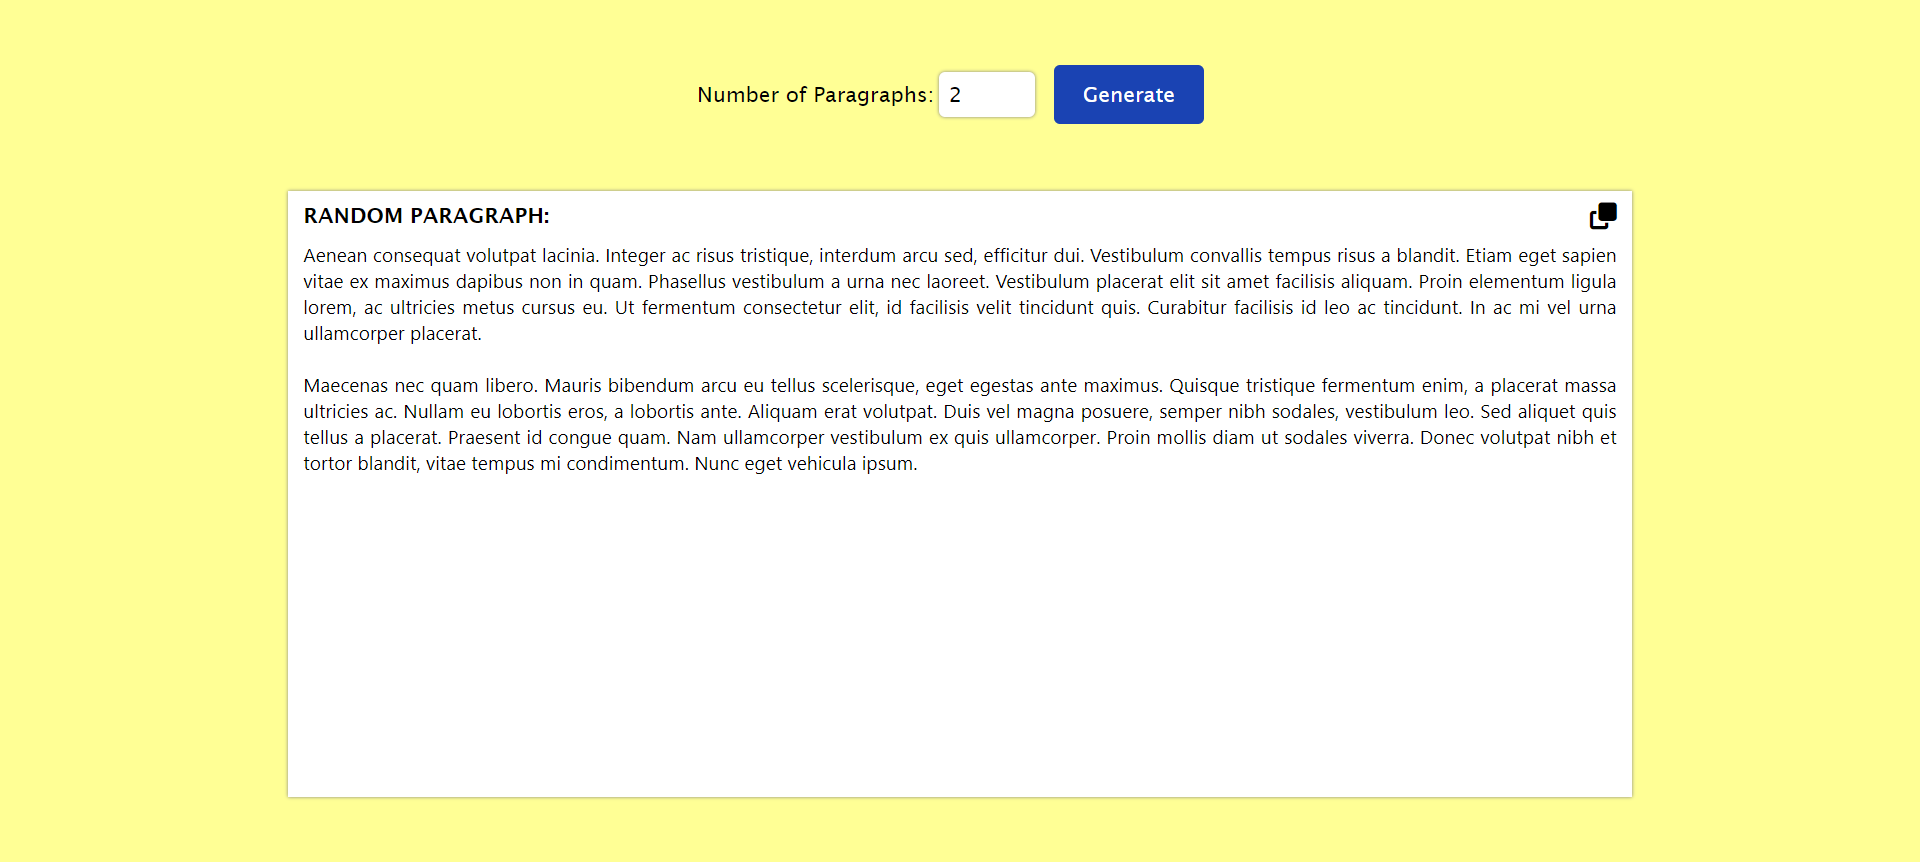 Number of Paragraphs: 2 Generate
RANDOM PARAGRAPH:
Aenean consequat volutpat lacinia. Integer ac risus tristique, interdum arcu sed, efficitur dui. Vestibulum convallis tempus risus a blandit. Etiam eget sapien
vitae ex maximus dapibus non in quam. Phasellus vestibulum a urna nec laoreet. Vestibulum placerat elit sit amet facilisis aliquam. Proin elementum ligula
lorem, ac ultricies metus cursus eu. Ut fermentum consectetur elit, id facilisis velit tincidunt quis. Curabitur facilisis id leo ac tincidunt. In ac mi vel urna
ullamcorper placerat.
Maecenas nec quam libero. Mauris bibendum arcu eu tellus scelerisque, eget egestas ante maximus. Quisque tristique fermentum enim, a placerat massa
ultricies ac. Nullam eu lobortis eros, a lobortis ante. Aliquam erat volutpat. Duis vel magna posuere, semper nibh sodales, vestibulum leo. Sed aliquet quis
tellus a placerat. Praesent id congue quam. Nam ullamcorper vestibulum ex quis ullamcorper. Proin mollis diam ut sodales viverra. Donec volutpat nibh et
tortor blandit, vitae tempus mi condimentum. Nunc eget vehicula ipsum.